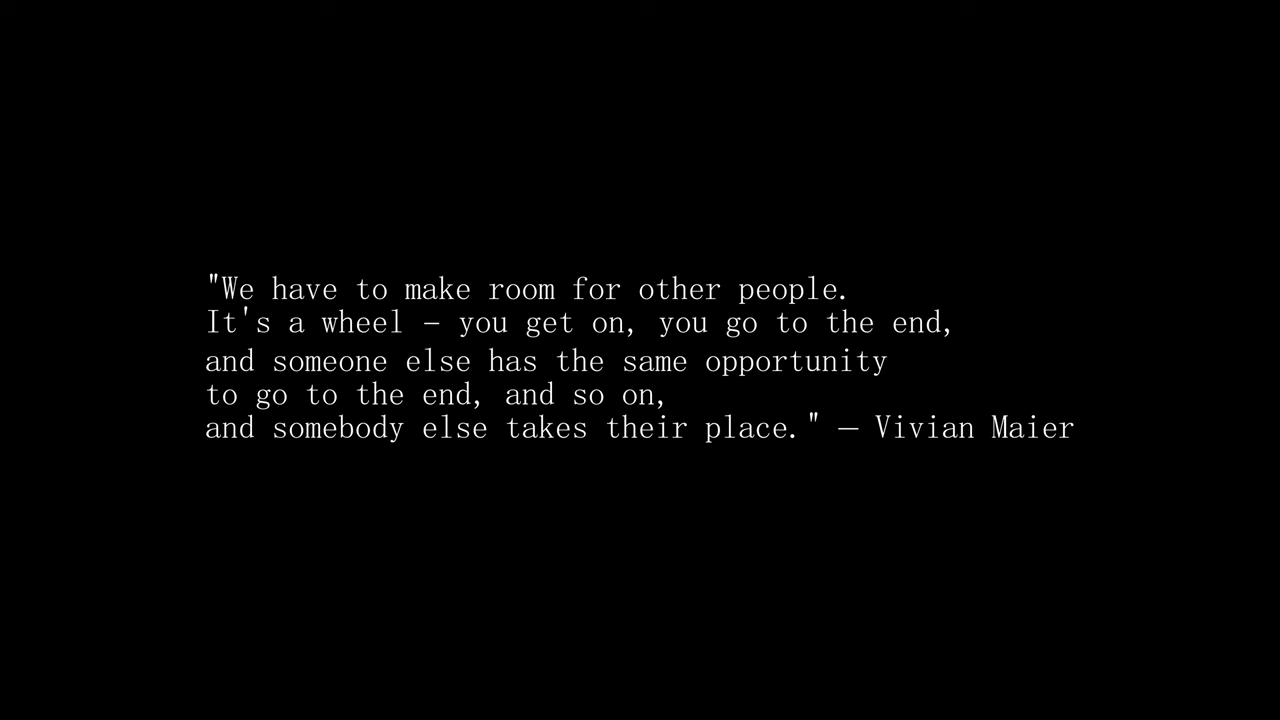 "We have to make room for other people.
It's a wheel – you get on, you go to the end,
and someone else has the same opportunity
to go to the end, and so on,
and somebody else takes their place." — Vivian Maier